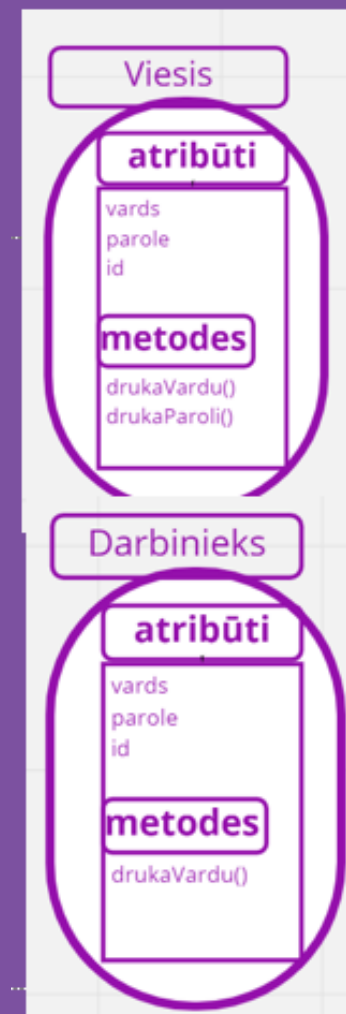 Viesis
atribūti
vards
parole
id
metodes
drukaVardu()
drukaParoli()
Darbinieks
atribūti
vards
parole
id
metodes
drukaVardu()